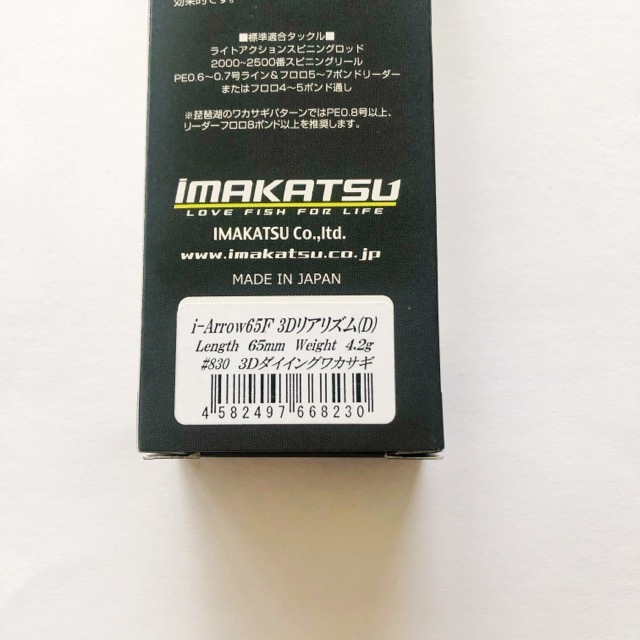 効果的です。
■標準適合タックル■
ライトアクションスピニングロッド
2000~2500番スピニングリール
PE0.6~0.7号ライン&フロロ5~7ポンドリーダー
またはフロロ4~5ポンド通し
※琵琶湖のワカサギパターンではPE0.8号以上、
リーダーフロロ8ポンド以上を推奨します。
imakatsu
LOVE FISH FOR LIFE
IMAKATSU Co.,ltd.
www.imakatsu.co.jp
MADE IN JAPAN
i-Arrow65F 3Dリアリズム(D)
Length 65mm Weight 4.2g
#830 3Dダイイングワカサギ
4 582497 668230